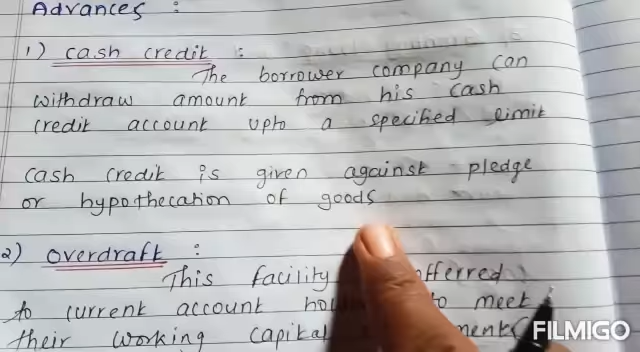 Advances :
1) cash credit :
The borrower company can
withdraw amount from his cash
credit account upto a specified limit
cash credit is given against pledge
or hypothecation of goods
2) overdraft :
This facility offerred
to current account to meet
their working capital
FILMIGO